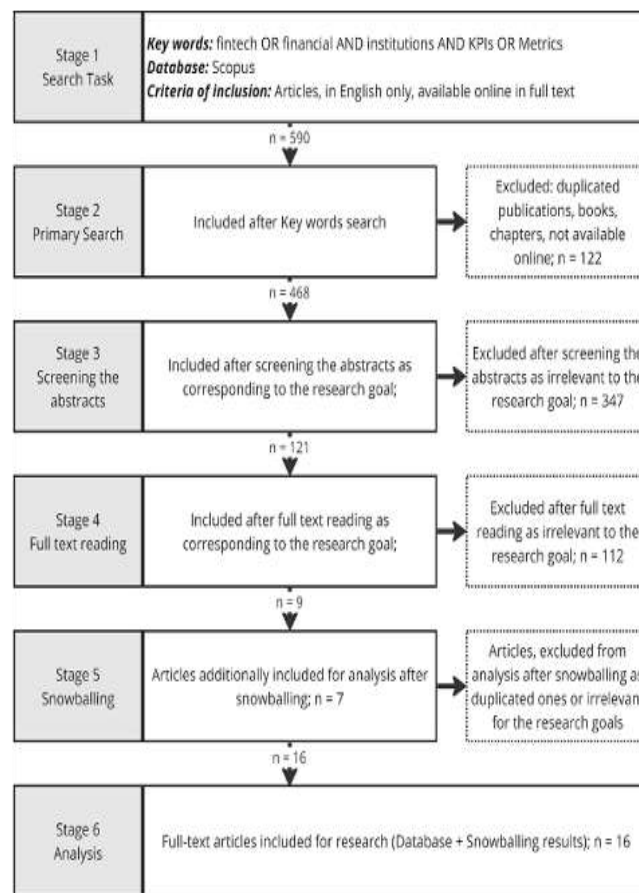 Stage 1
Search Task
Key words: fintech OR financial AND institutions AND KPIs OR Metrics
Database: Scopus
Criteria of inclusion: Articles, in English only, available online in full text
n = 590
Stage 2
Primary Search
Included after Key words search
Excluded: duplicated
publications, books,
chapters, not available
online; n = 122
n = 468
Stage 3
Screening the
abstracts
Included after screening the abstracts as
corresponding to the research goal;
Excluded after screening the
abstracts as irrelevant to the
research goal; n = 347
n = 121
Stage 4
Full text reading
Included after full text reading as
corresponding to the research goal;
Excluded after full text
reading as irrelevant to the
research goal; n = 112
n = 9
Stage 5
Snowballing
Articles additionally included for analysis after
snowballing; n = 7
Articles, excluded from
analysis after snowballing as
duplicated ones or irrelevan
for the research goals
n = 16
Stage 6
Analysis
Full-text articles included for research (Database + Snowballing results); n = 16